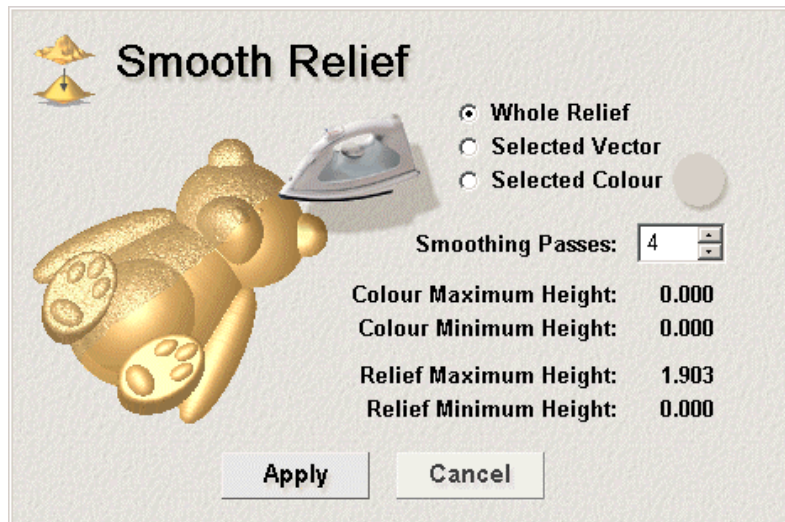 Smooth Relief
Whole Relief
Selected Vector
Selected Colour
Smoothing Passes: 4
Colour Maximum Height: 0.000
Colour Minimum Height: 0.000
Relief Maximum Height: 1.903
Relief Minimum Height: 0.000
Apply Cancel